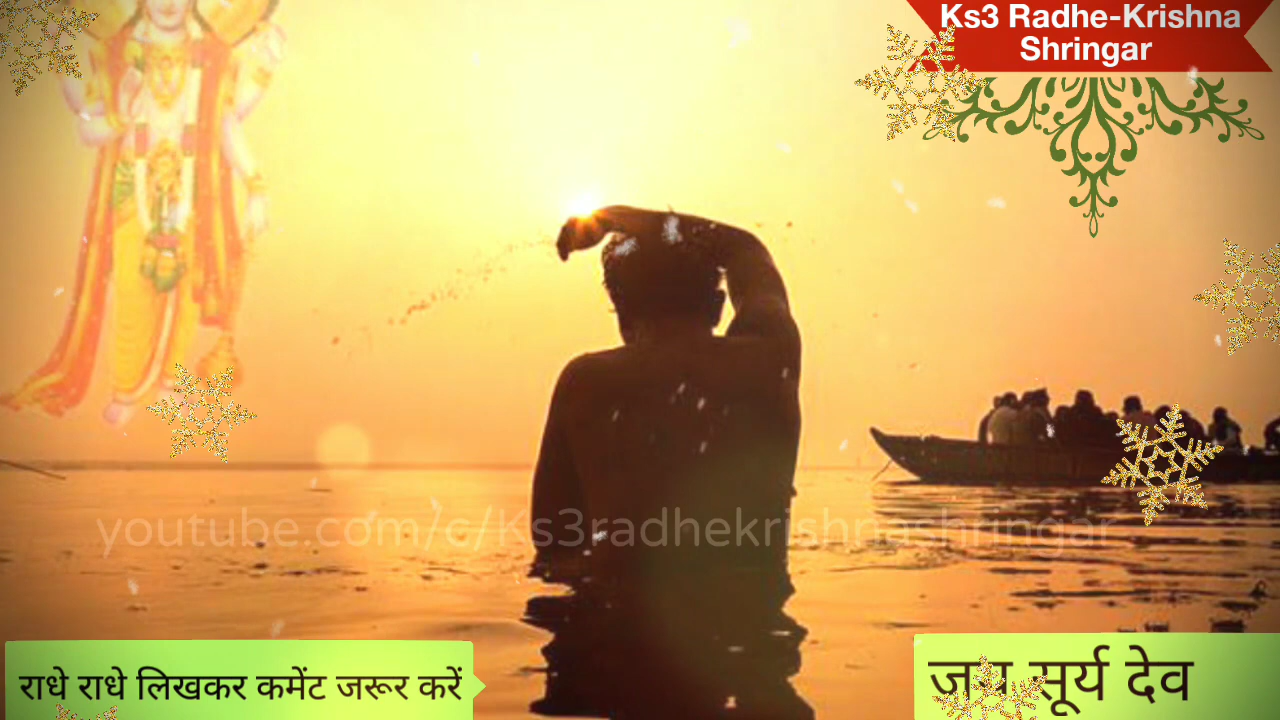 Ks3 Radhe-Krishna
Shringar
youtube.com/c/Ks3radhekrishnashringar
राधे राधे लिखकर कमेंट जरूर करें
जय सूर्य देव